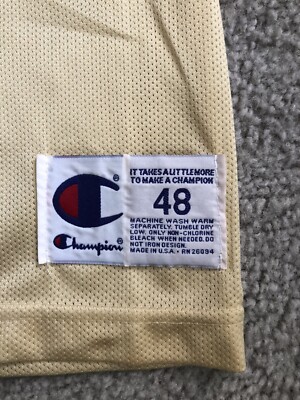 IT TAKES A LITTLE MORE
TO MAKE A CHAMPION
®
48
Champion®
MACHINE WASH WARM
SEPARATELY. TUMBLE DRY
LOW. ONLY NON-CHLORINE
BLEACH WHEN NEEDED. DO
NOT IRON DESIGN.
MADE IN U.S.A. • RN 26094